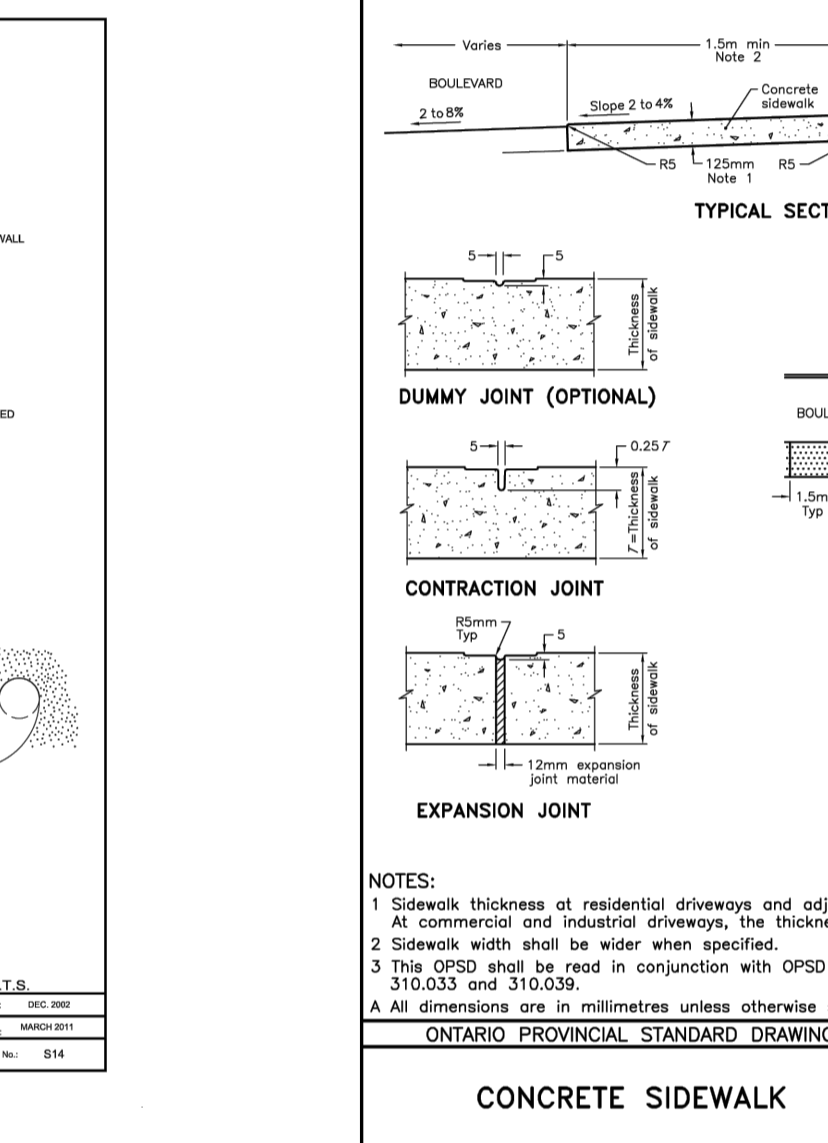 WALL
ED
T.S.
DEC. 2002
MARCH 2011
No.: S14
Varies
1.5m min
Note 2
BOULEVARD
Concrete
sidewalk
2 to 8%
Slope 2 to 4%
R5
125mm
Note 1
R5
TYPICAL SECT
5
5
Thickness
of sidewalk
DUMMY JOINT (OPTIONAL)
BOUL
5
0.25T
T=Thickness
of sidewalk
1.5m
Typ
CONTRACTION JOINT
R5mm
Typ
5
Thickness
of sidewalk
12mm expansion
joint material
EXPANSION JOINT
NOTES:
1 Sidewalk thickness at residential driveways and adj
At commercial and industrial driveways, the thickne
2 Sidewalk width shall be wider when specified.
3 This OPSD shall be read in conjunction with OPSD
310.033 and 310.039.
A All dimensions are in millimetres unless otherwise
ONTARIO PROVINCIAL STANDARD DRAWING
CONCRETE SIDEWALK